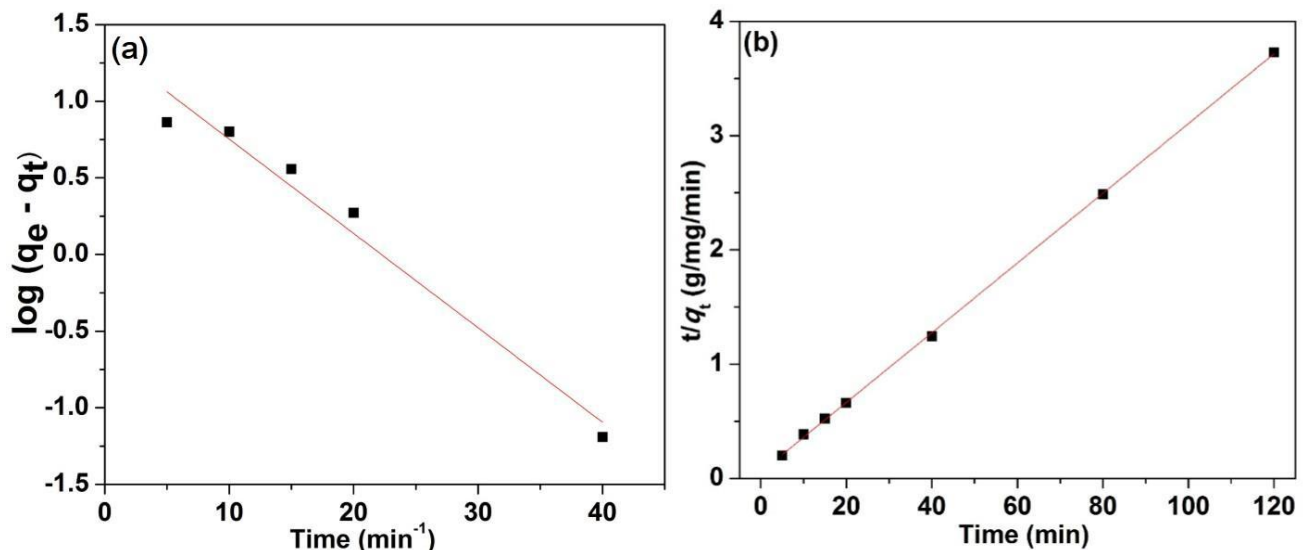 (a)
1.5
1.0
0.5
0.0
-0.5
-1.0
-1.5
0 10 20 30 40
log (qe - qt)
Time (min-1)
(b)
4
3
2
1
0
0 20 40 60 80 100 120
t/qt (g/mg/min)
Time (min)